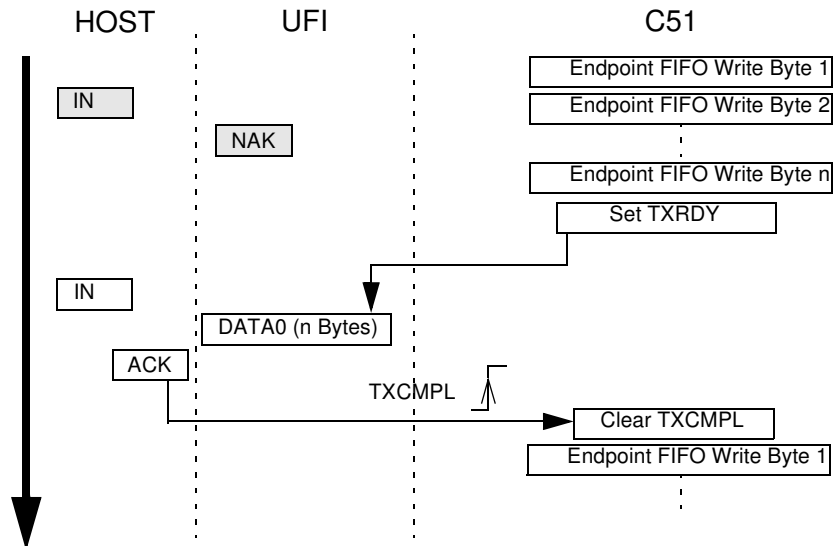 HOST UFI C51
Endpoint FIFO Write Byte 1
IN
Endpoint FIFO Write Byte 2
NAK
Endpoint FIFO Write Byte n
Set TXRDY
IN
DATA0 (n Bytes)
ACK
TXCMPL
Clear TXCMPL
Endpoint FIFO Write Byte 1